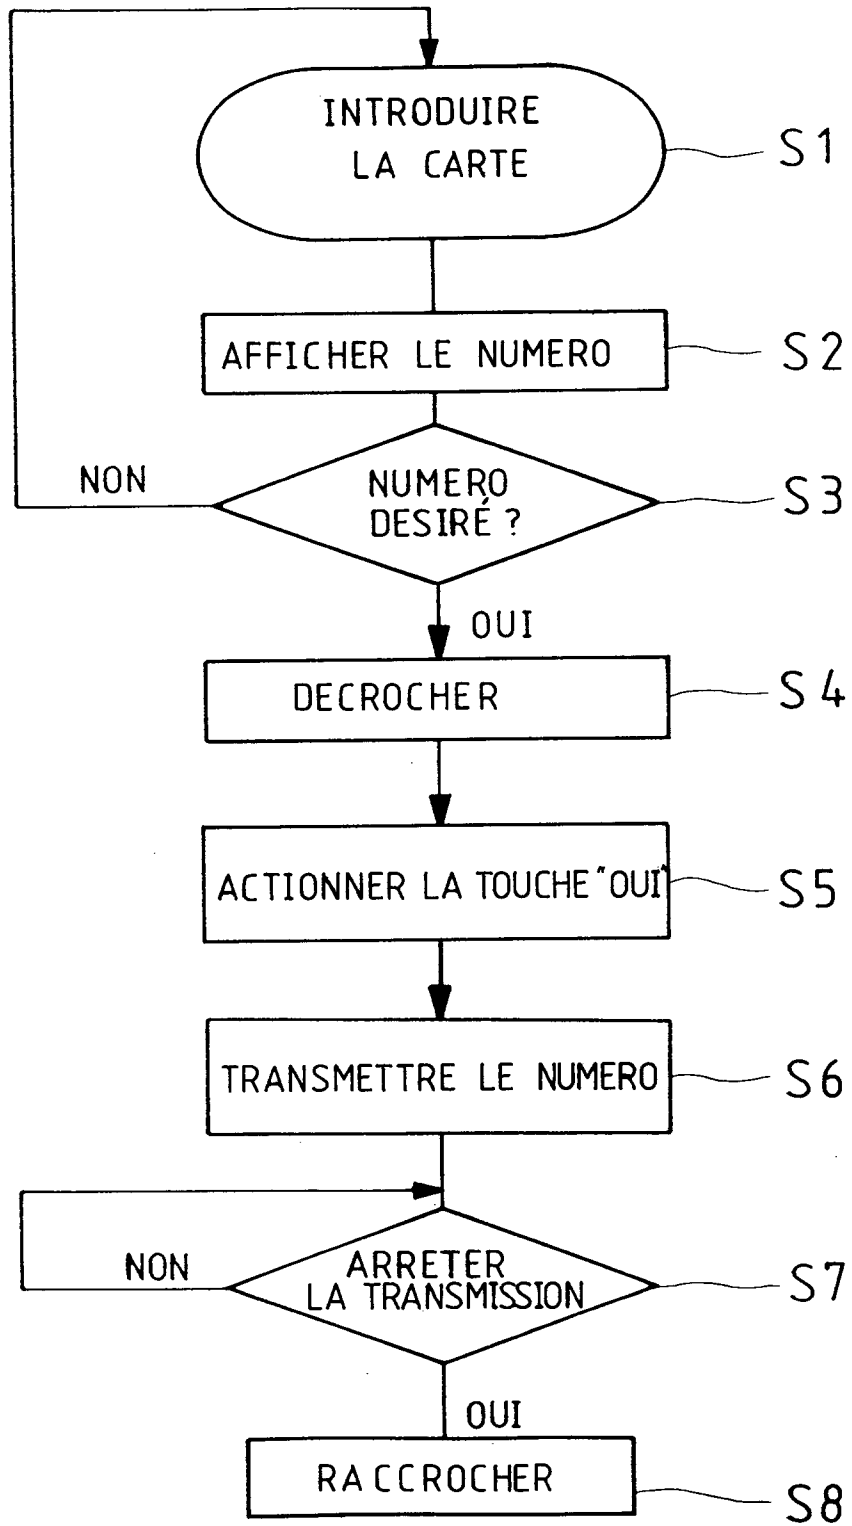 INTRODUIRE
LA CARTE
S1
AFFICHER LE NUMERO
S2
NON
NUMERO
DESIRÉ ?
S3
OUI
DECROCHER
S4
ACTIONNER LA TOUCHE "OUI"
S5
TRANSMETTRE LE NUMERO
S6
NON
ARRETER
LA TRANSMISSION
S7
OUI
RACCROCHER
S8